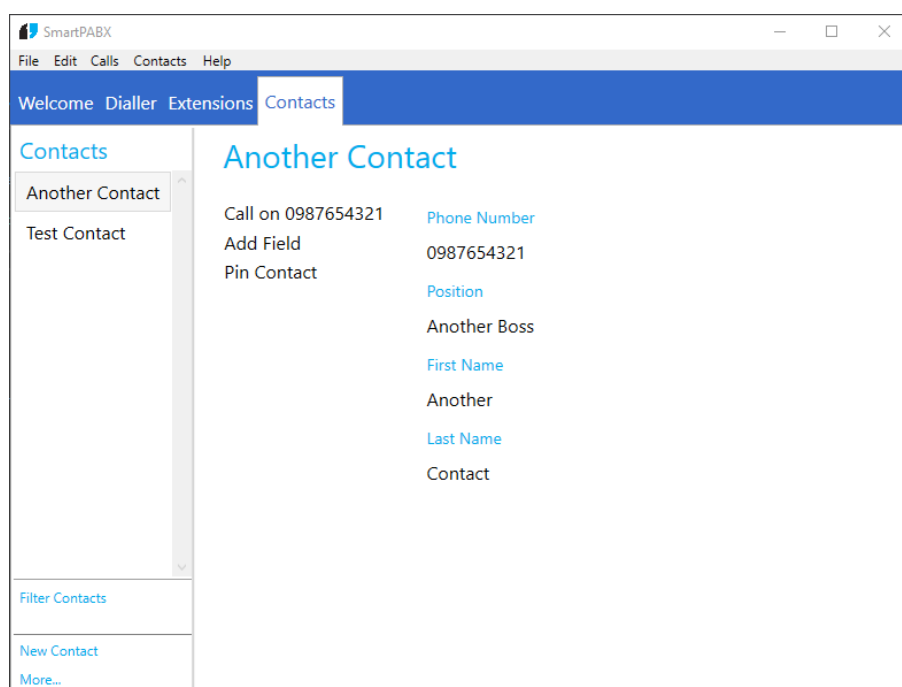 SmartPABX
File Edit Calls Contacts Help
Welcome Dialler Extensions Contacts
Contacts
Another Contact
Test Contact
Filter Contacts
New Contact
More...
Another Contact
Call on 0987654321
Add Field
Pin Contact
Phone Number
0987654321
Position
Another Boss
First Name
Another
Last Name
Contact